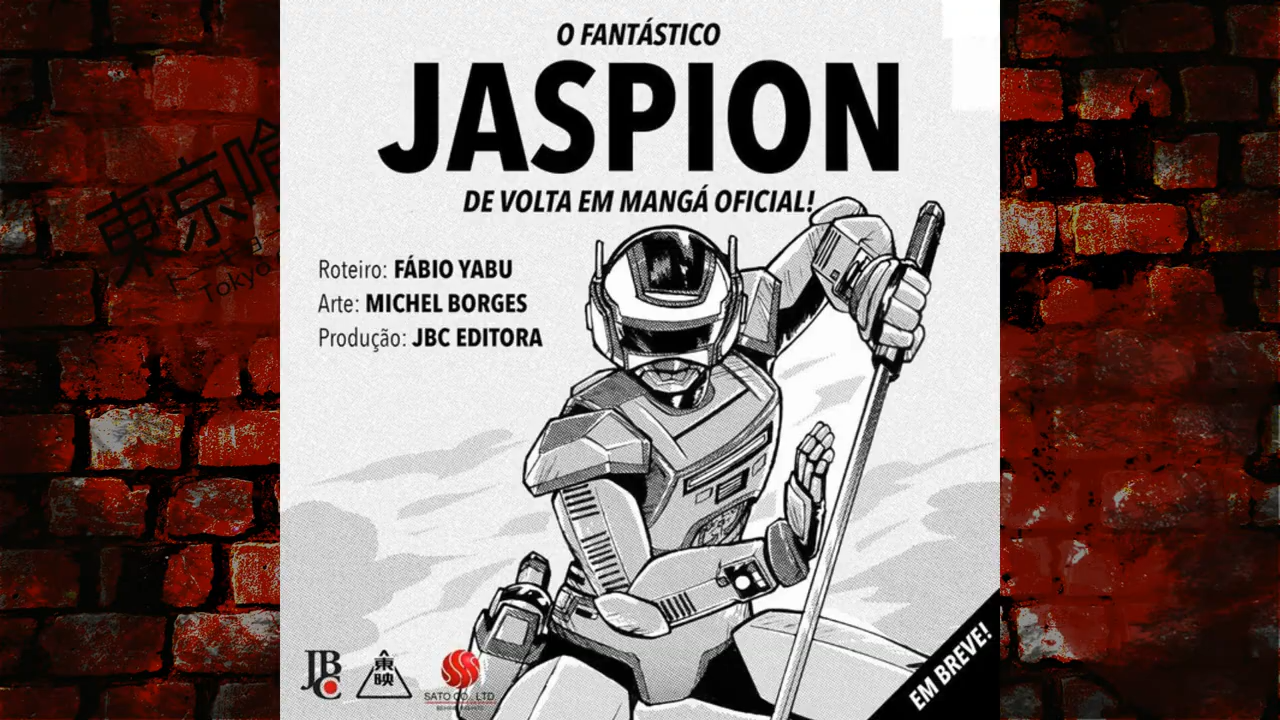 O FANTÁSTICO
JASPION
DE VOLTA EM MANGÁ OFICIAL!
Roteiro: FÁBIO YABU
Arte: MICHEL BORGES
Produção: JBC EDITORA
東京喰
Tokyo
JBC
東映
SATO CO., LTD
EM BREVE!